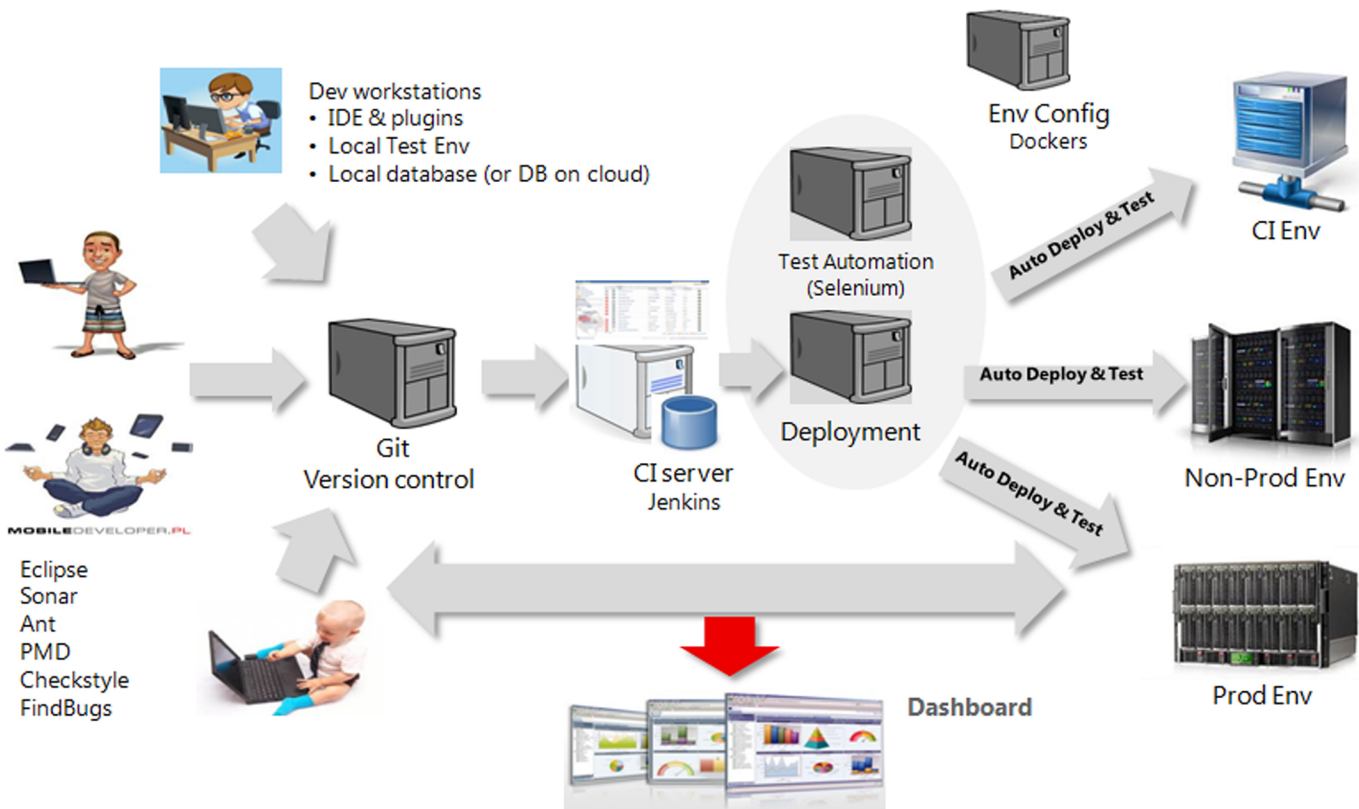 Dev workstations
• IDE & plugins
• Local Test Env
• Local database (or DB on cloud)
Env Config
Dockers
CI Env
Auto Deploy & Test
Test Automation
(Selenium)
Auto Deploy & Test
Deployment
Git
Version control
CI server
Jenkins
Non-Prod Env
Auto Deploy & Test
MOBILEDEVELOPER.PL
Eclipse
Sonar
Ant
PMD
Checkstyle
FindBugs
Prod Env
Dashboard